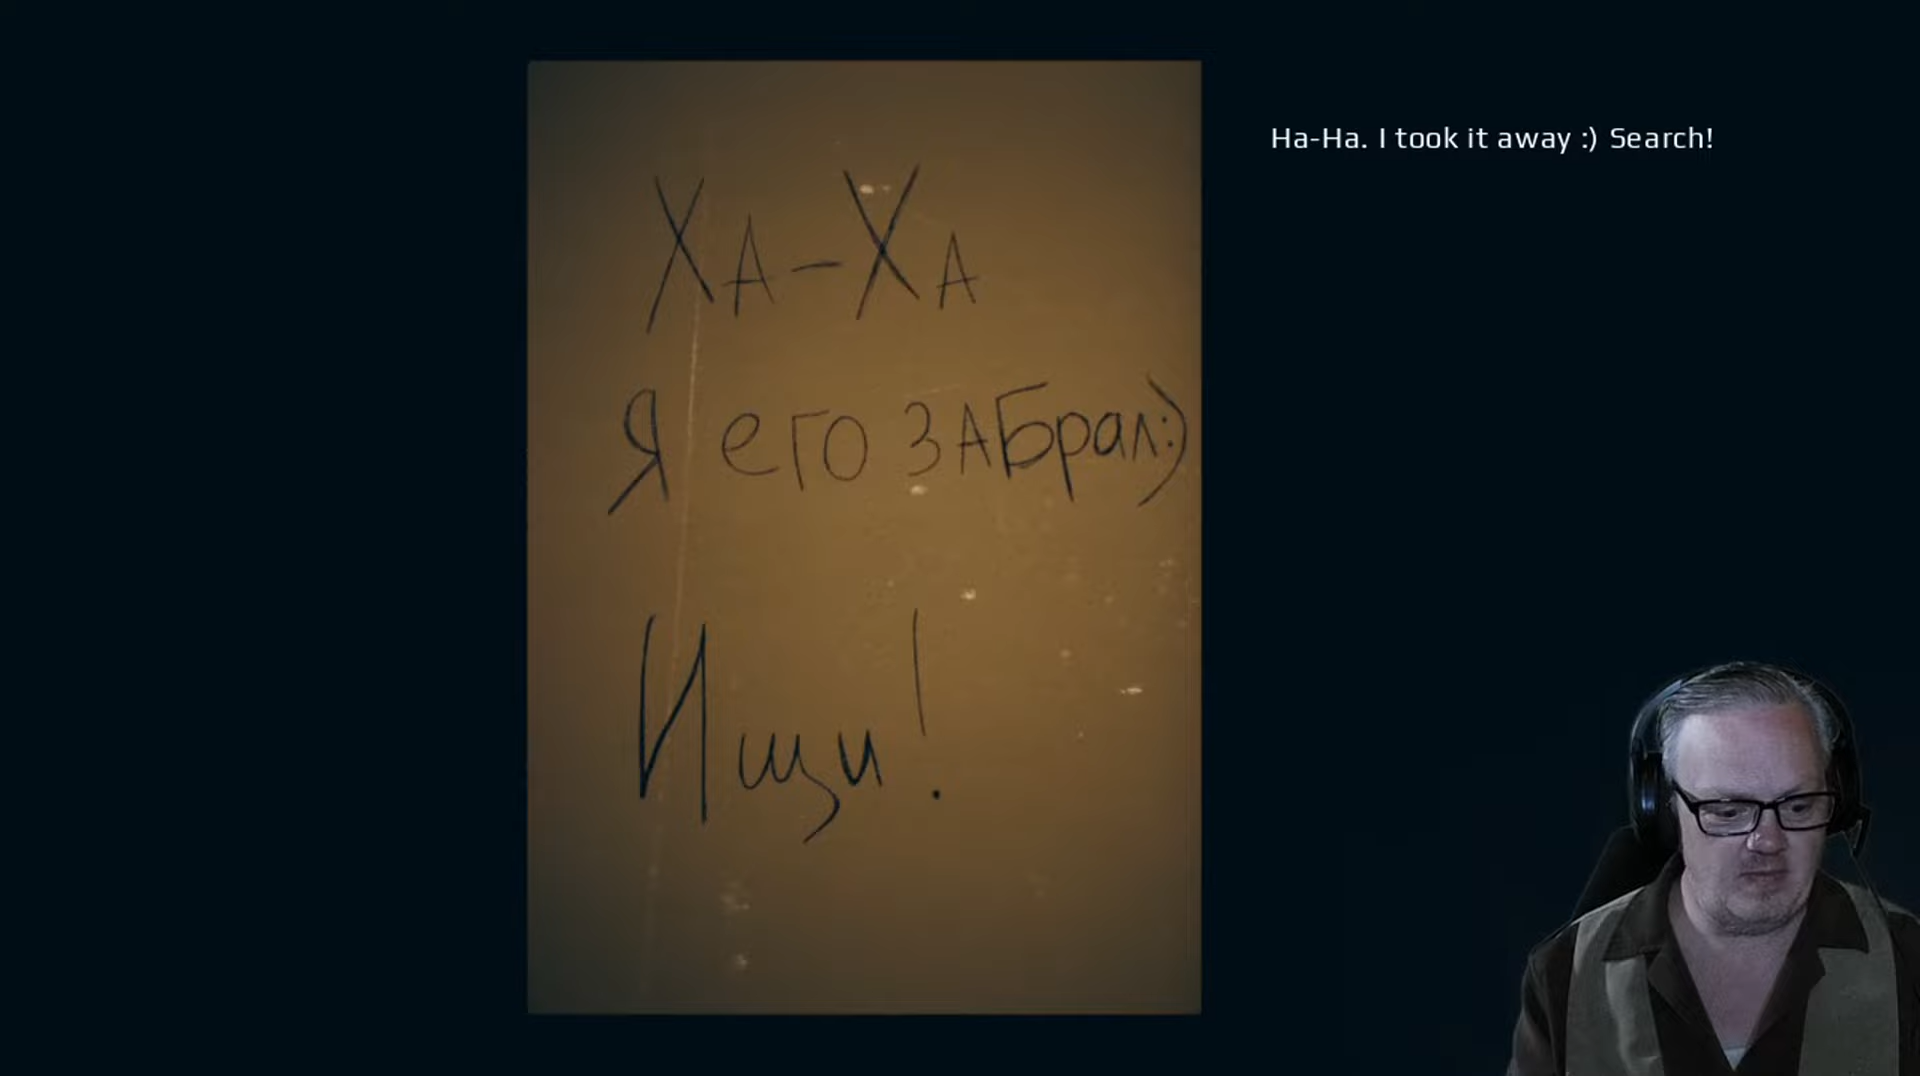 Ха-Ха
Я его забрал:)
Ищи!
Ha-Ha. I took it away :) Search!